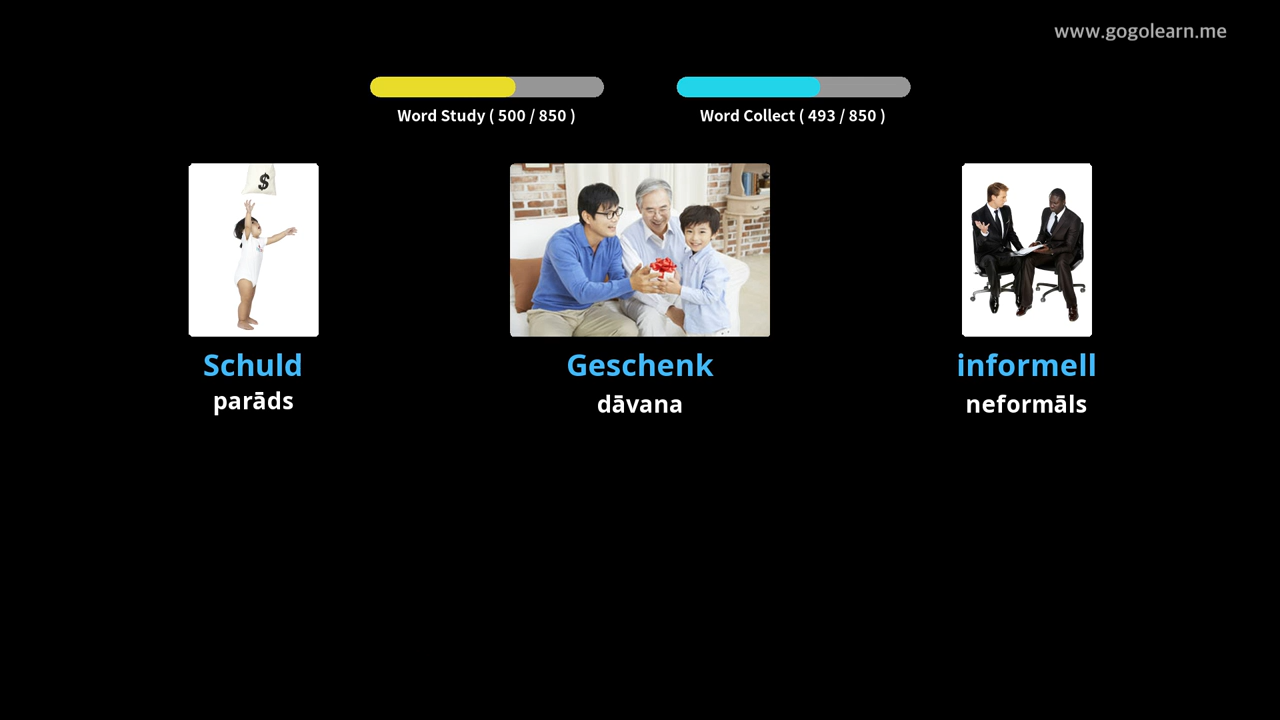 www.gogolearn.me
Word Study ( 500 / 850 )
Word Collect ( 493 / 850 )
$
Schuld
parāds
Geschenk
dāvana
informell
neformāls